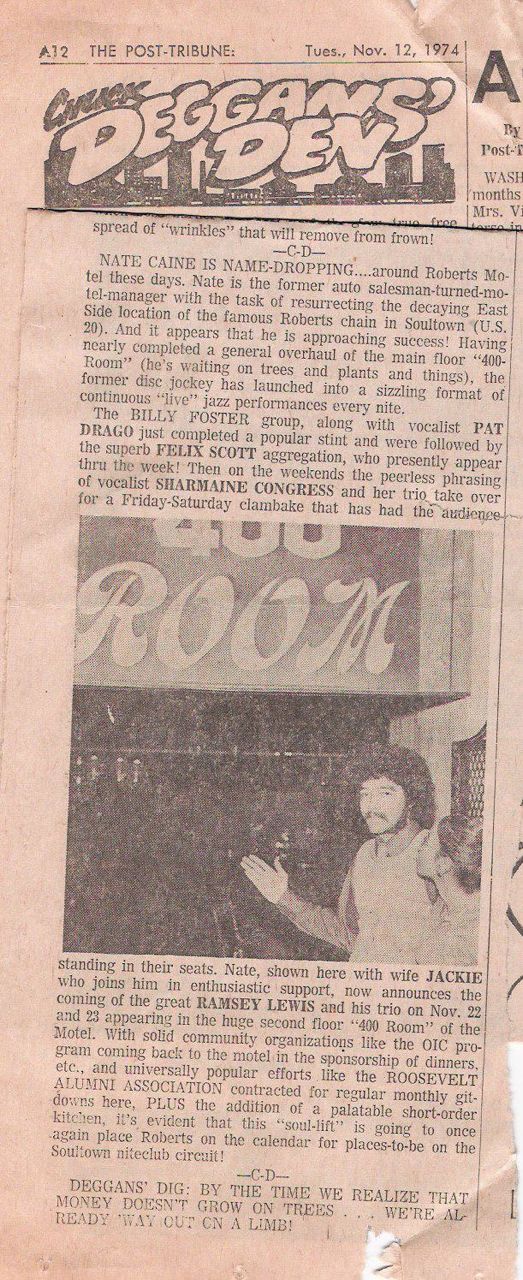 A12 THE POST-TRIBUNE: Tues., Nov. 12, 1974
CHUCK
DEGGANS'
DEN
true, free
spread of "wrinkles" that will remove from frown!
—C-D—
NATE CAINE IS NAME-DROPPING....around Roberts Mo-
tel these days. Nate is the former auto salesman-turned-mo-
tel-manager with the task of resurrecting the decaying East
Side location of the famous Roberts chain in Soultown (U.S.
20). And it appears that he is approaching success! Having
nearly completed a general overhaul of the main floor "400-
Room" (he's waiting on trees and plants and things), the
former disc jockey has launched into a sizzling format of
continuous "live" jazz performances every nite.
The BILLY FOSTER group, along with vocalist PAT
DRAGO just completed a popular stint and were followed by
the superb FELIX SCOTT aggregation, who presently appear
thru the week! Then on the weekends the peerless phrasing
of vocalist SHARMAINE CONGRESS and her trio take over
for a Friday-Saturday clambake that has had the audience
400
ROOM
standing in their seats. Nate, shown here with wife JACKIE
who joins him in enthusiastic support, now announces the
coming of the great RAMSEY LEWIS and his trio on Nov. 22
and 23 appearing in the huge second floor "400 Room" of the
Motel. With solid community organizations like the OIC pro-
gram coming back to the motel in the sponsorship of dinners,
etc., and universally popular efforts like the ROOSEVELT
ALUMNI ASSOCIATION contracted for regular monthly git-
downs here, PLUS the addition of a palatable short-order
kitchen, it's evident that this "soul-lift" is going to once
again place Roberts on the calendar for places-to-be on the
Soultown niteclub circuit!
—C-D—
DEGGANS' DIG: BY THE TIME WE REALIZE THAT
MONEY DOESN'T GROW ON TREES . . . WE'RE AL-
READY 'WAY OUT ON A LIMB!
A
By
Post-T
WASH
months
Mrs. Vi